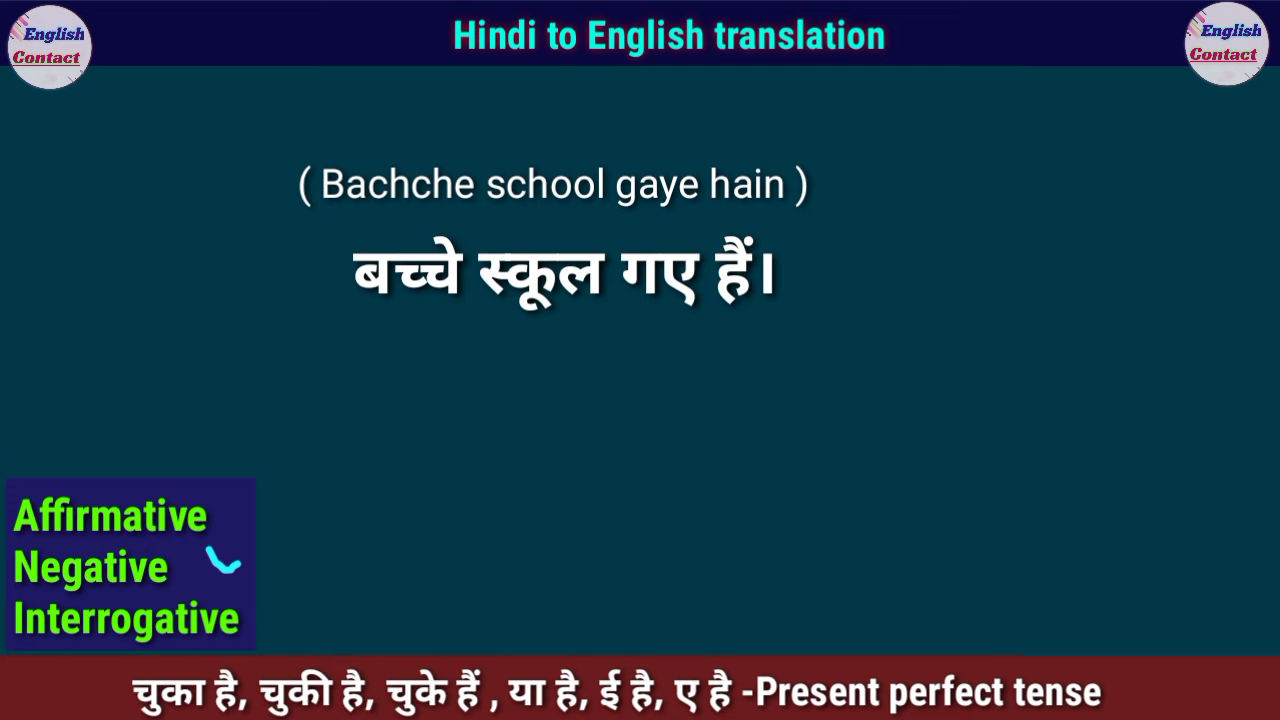 English
Contact
Hindi to English translation
English
Contact
( Bachche school gaye hain )
बच्चे स्कूल गए हैं।
Affirmative
Negative
Interrogative
चुका है, चुकी है, चुके हैं , या है, ई है, ए है -Present perfect tense